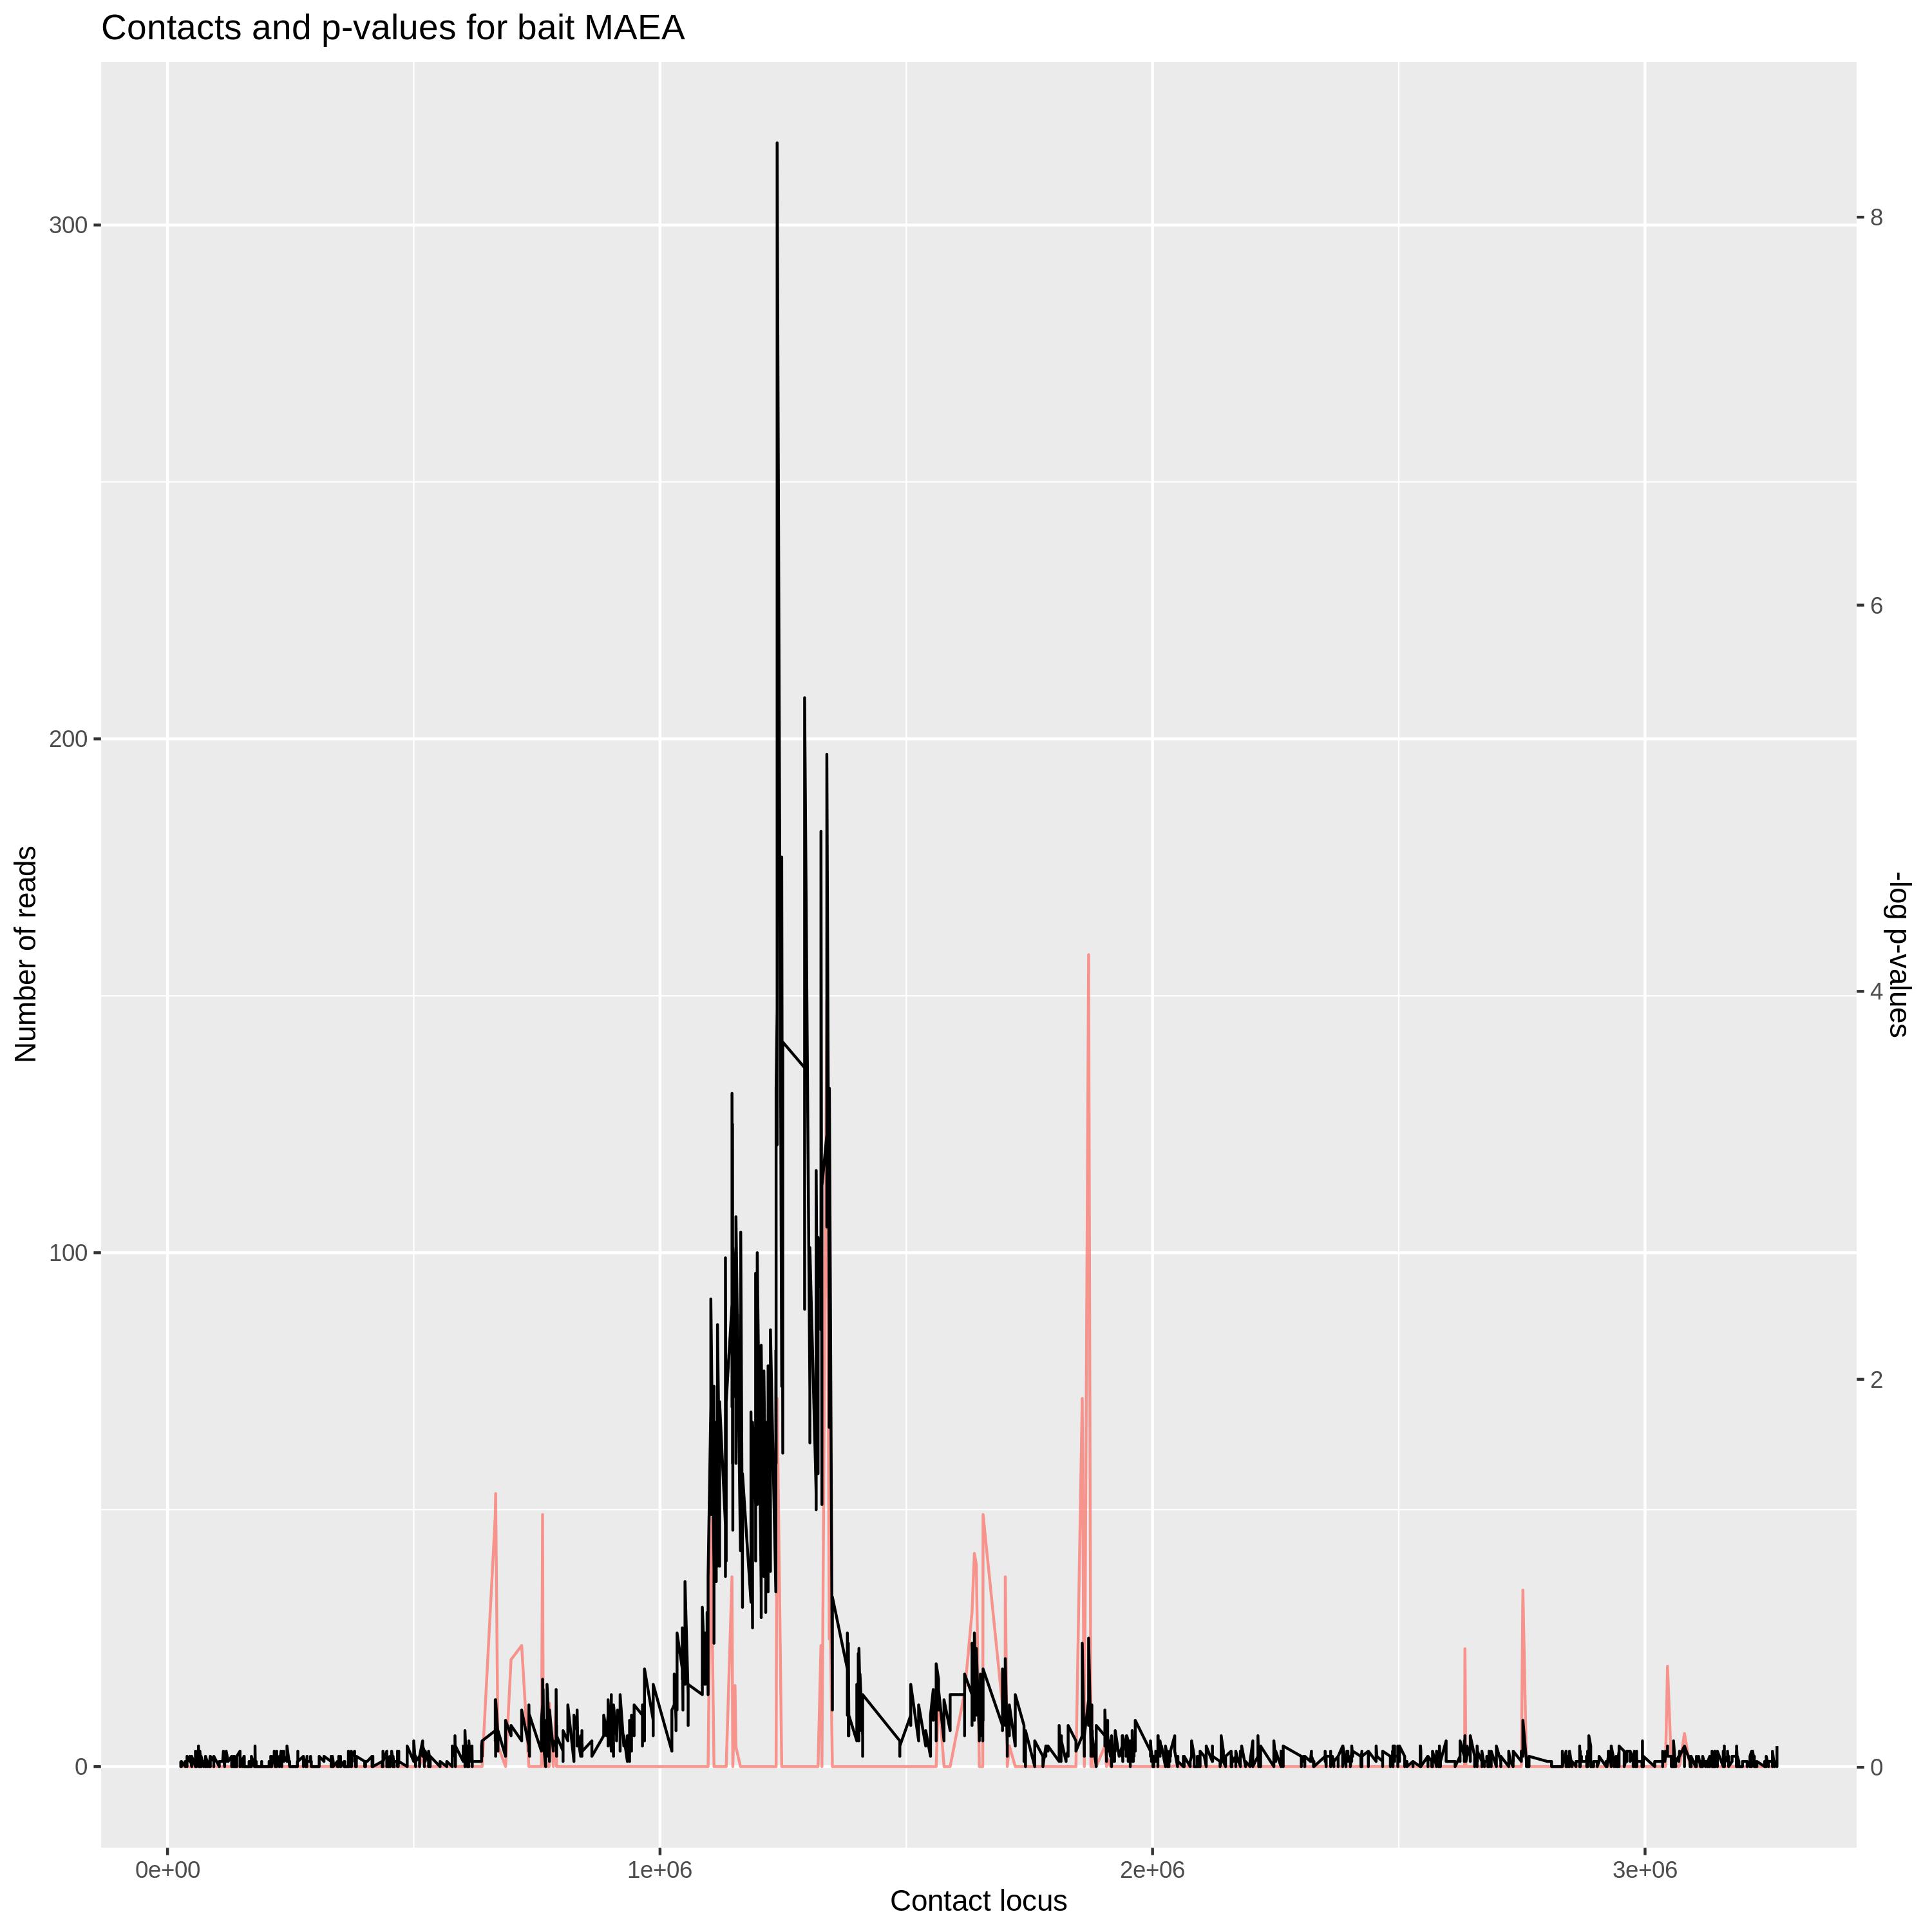 Contacts and p-values for bait MAEA
300
200
100
0
Number of reads
8
6
4
2
0
-log p-values
0e+00
1e+06
2e+06
3e+06
Contact locus